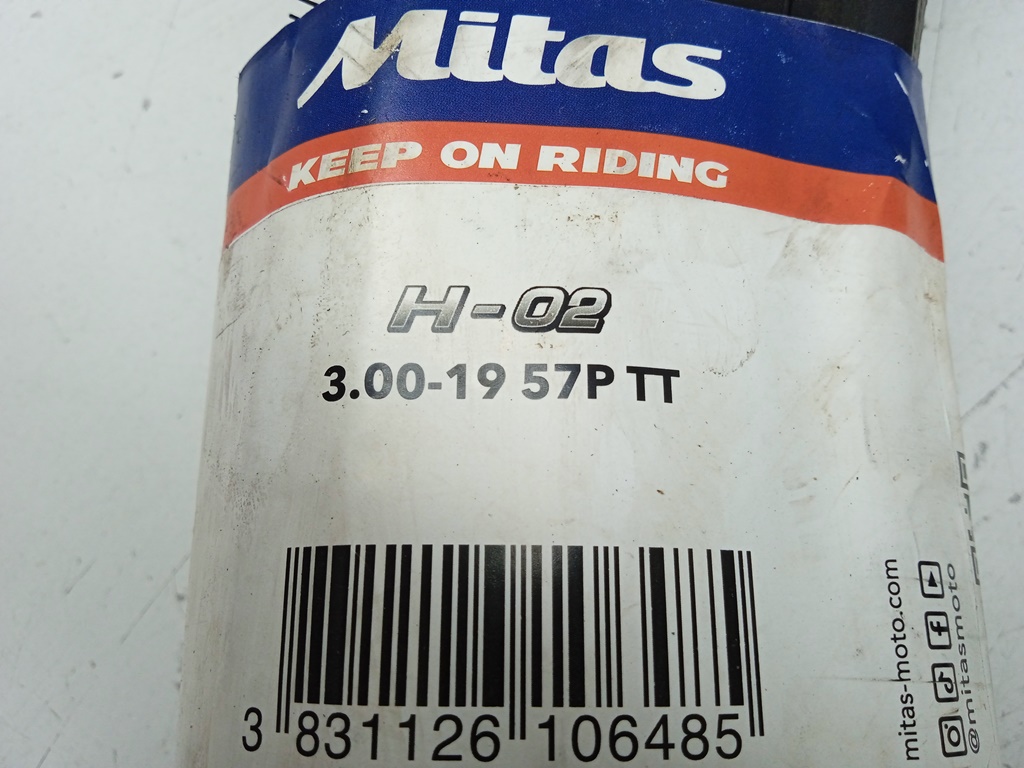 Mitas
KEEP ON RIDING
H-02
3.00-19 57P TT
3 831126 106485
mitas-moto.com
@mitasmoto